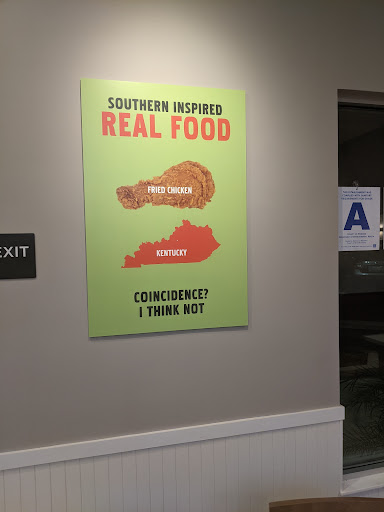 SOUTHERN INSPIRED
REAL FOOD
FRIED CHICKEN
KENTUCKY
COINCIDENCE?
I THINK NOT
EXIT
A